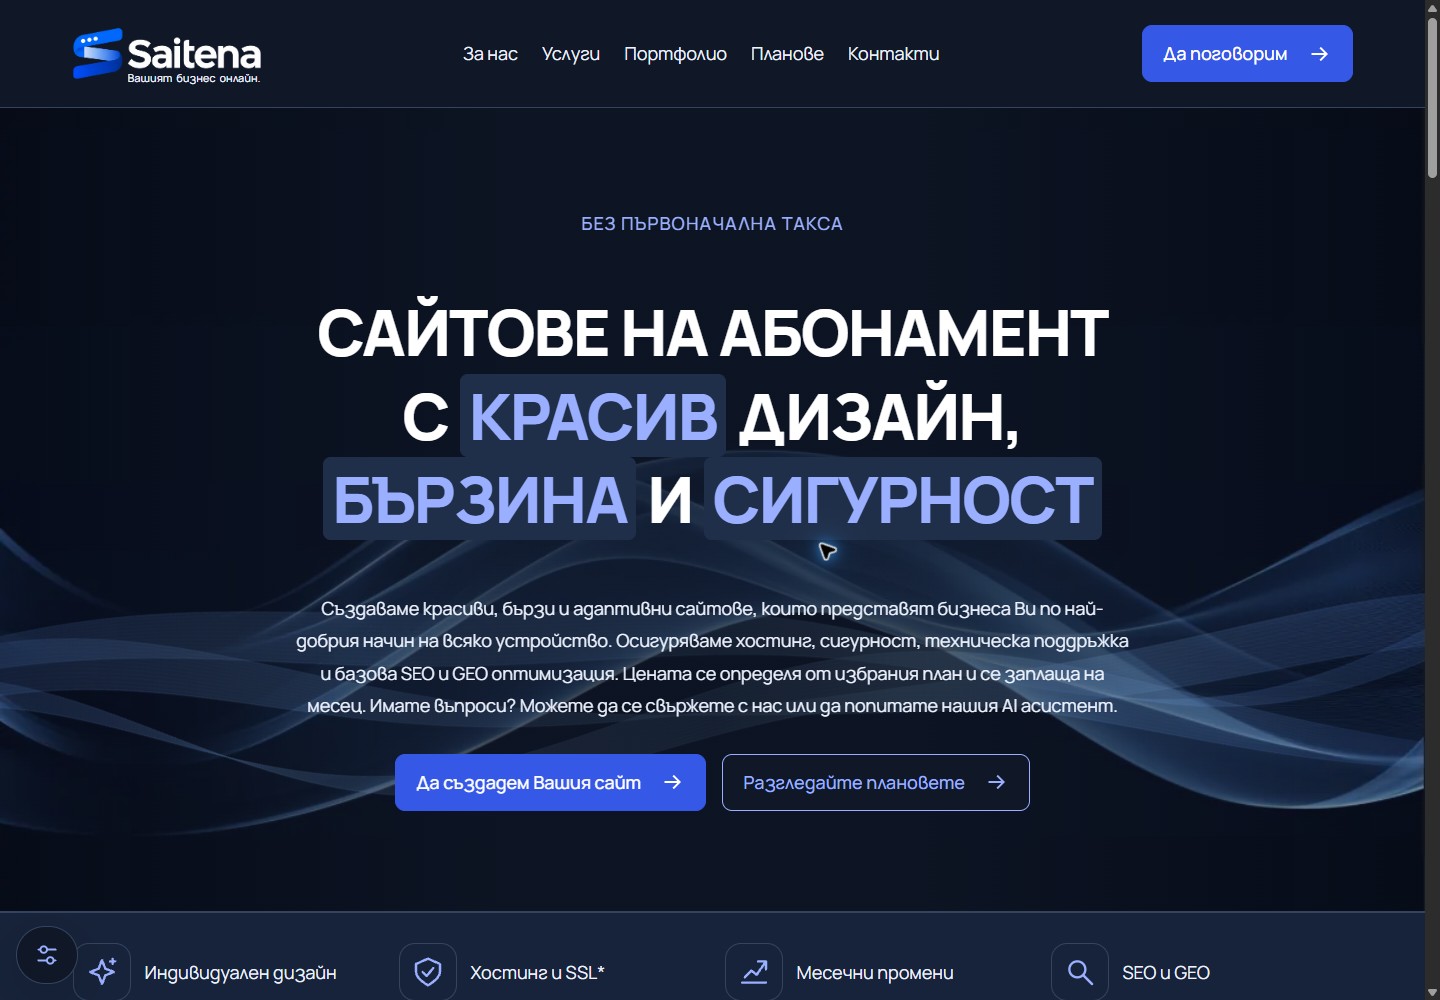 Saitena
Вашият бизнес онлайн.
За нас
Услуги
Портфолио
Планове
Контакти
Да поговорим
БЕЗ ПЪРВОНАЧАЛНА ТАКСА
САЙТОВЕ НА АБОНАМЕНТ
С КРАСИВ ДИЗАЙН,
БЪРЗИНА И СИГУРНОСТ
Създаваме красиви, бързи и адаптивни сайтове, които представят бизнеса Ви по най-
добрия начин на всяко устройство. Осигуряваме хостинг, сигурност, техническа поддръжка
и базова SEO и GEO оптимизация. Цената се определя от избрания план и се заплаща на
месец. Имате въпроси? Можете да се свържете с нас или да попитате нашия AI асистент.
Да създадем Вашия сайт
Разгледайте плановете
Индивидуален дизайн
Хостинг и SSL*
Месечни промени
SEO и GEO